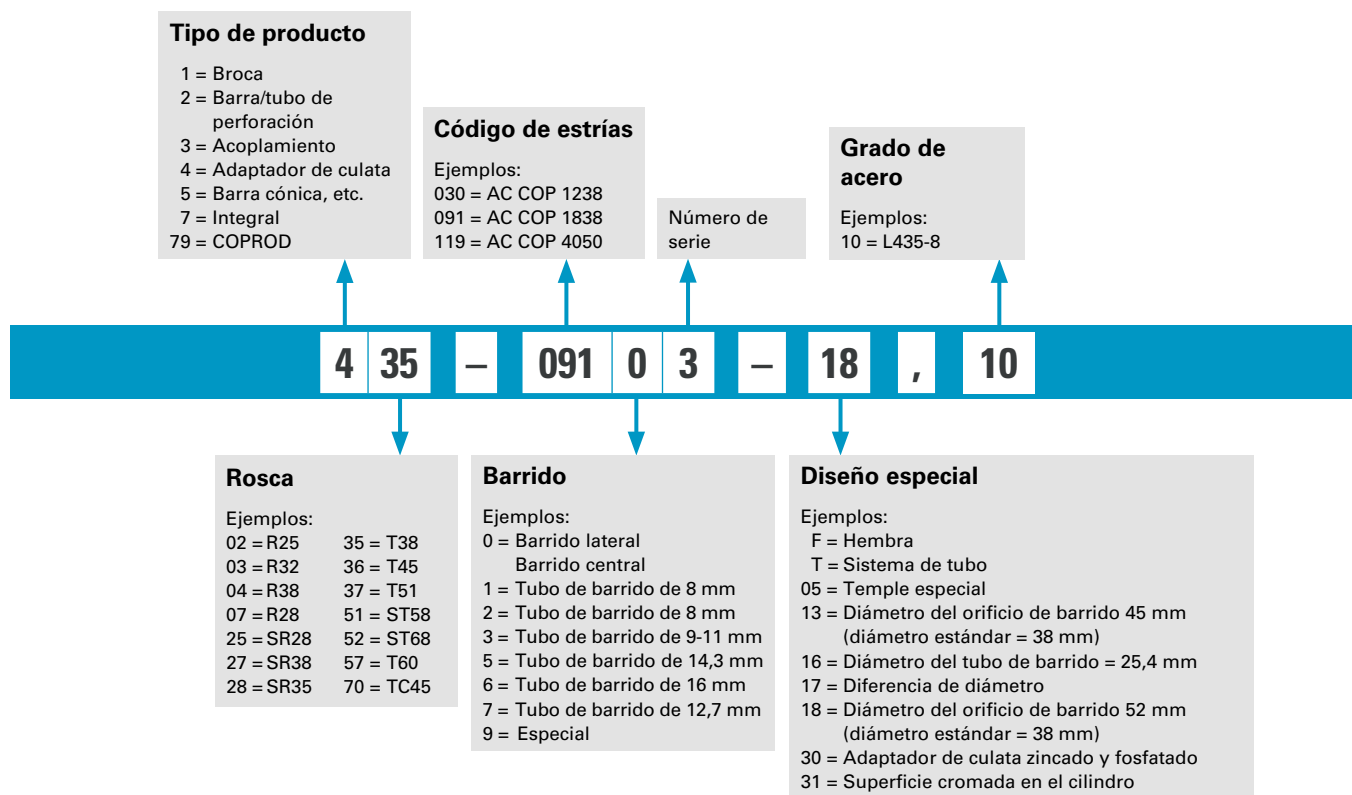 Tipo de producto
1 = Broca
2 = Barra/tubo de
perforación
3 = Acoplamiento
4 = Adaptador de culata
5 = Barra cónica, etc.
7 = Integral
79 = COPROD
Código de estrías
Ejemplos:
030 = AC COP 1238
091 = AC COP 1838
119 = AC COP 4050
Número de
serie
Grado de
acero
Ejemplos:
10 = L435-8
4 35 – 091 0 3 – 18 , 10
Rosca
Ejemplos:
02 = R25 35 = T38
03 = R32 36 = T45
04 = R38 37 = T51
07 = R28 51 = ST58
25 = SR28 52 = ST68
27 = SR38 57 = T60
28 = SR35 70 = TC45
Barrido
Ejemplos:
0 = Barrido lateral
Barrido central
1 = Tubo de barrido de 8 mm
2 = Tubo de barrido de 8 mm
3 = Tubo de barrido de 9-11 mm
5 = Tubo de barrido de 14,3 mm
6 = Tubo de barrido de 16 mm
7 = Tubo de barrido de 12,7 mm
9 = Especial
Diseño especial
Ejemplos:
F = Hembra
T = Sistema de tubo
05 = Temple especial
13 = Diámetro del orificio de barrido 45 mm
(diámetro estándar = 38 mm)
16 = Diámetro del tubo de barrido = 25,4 mm
17 = Diferencia de diámetro
18 = Diámetro del orificio de barrido 52 mm
(diámetro estándar = 38 mm)
30 = Adaptador de culata zincado y fosfatado
31 = Superficie cromada en el cilindro